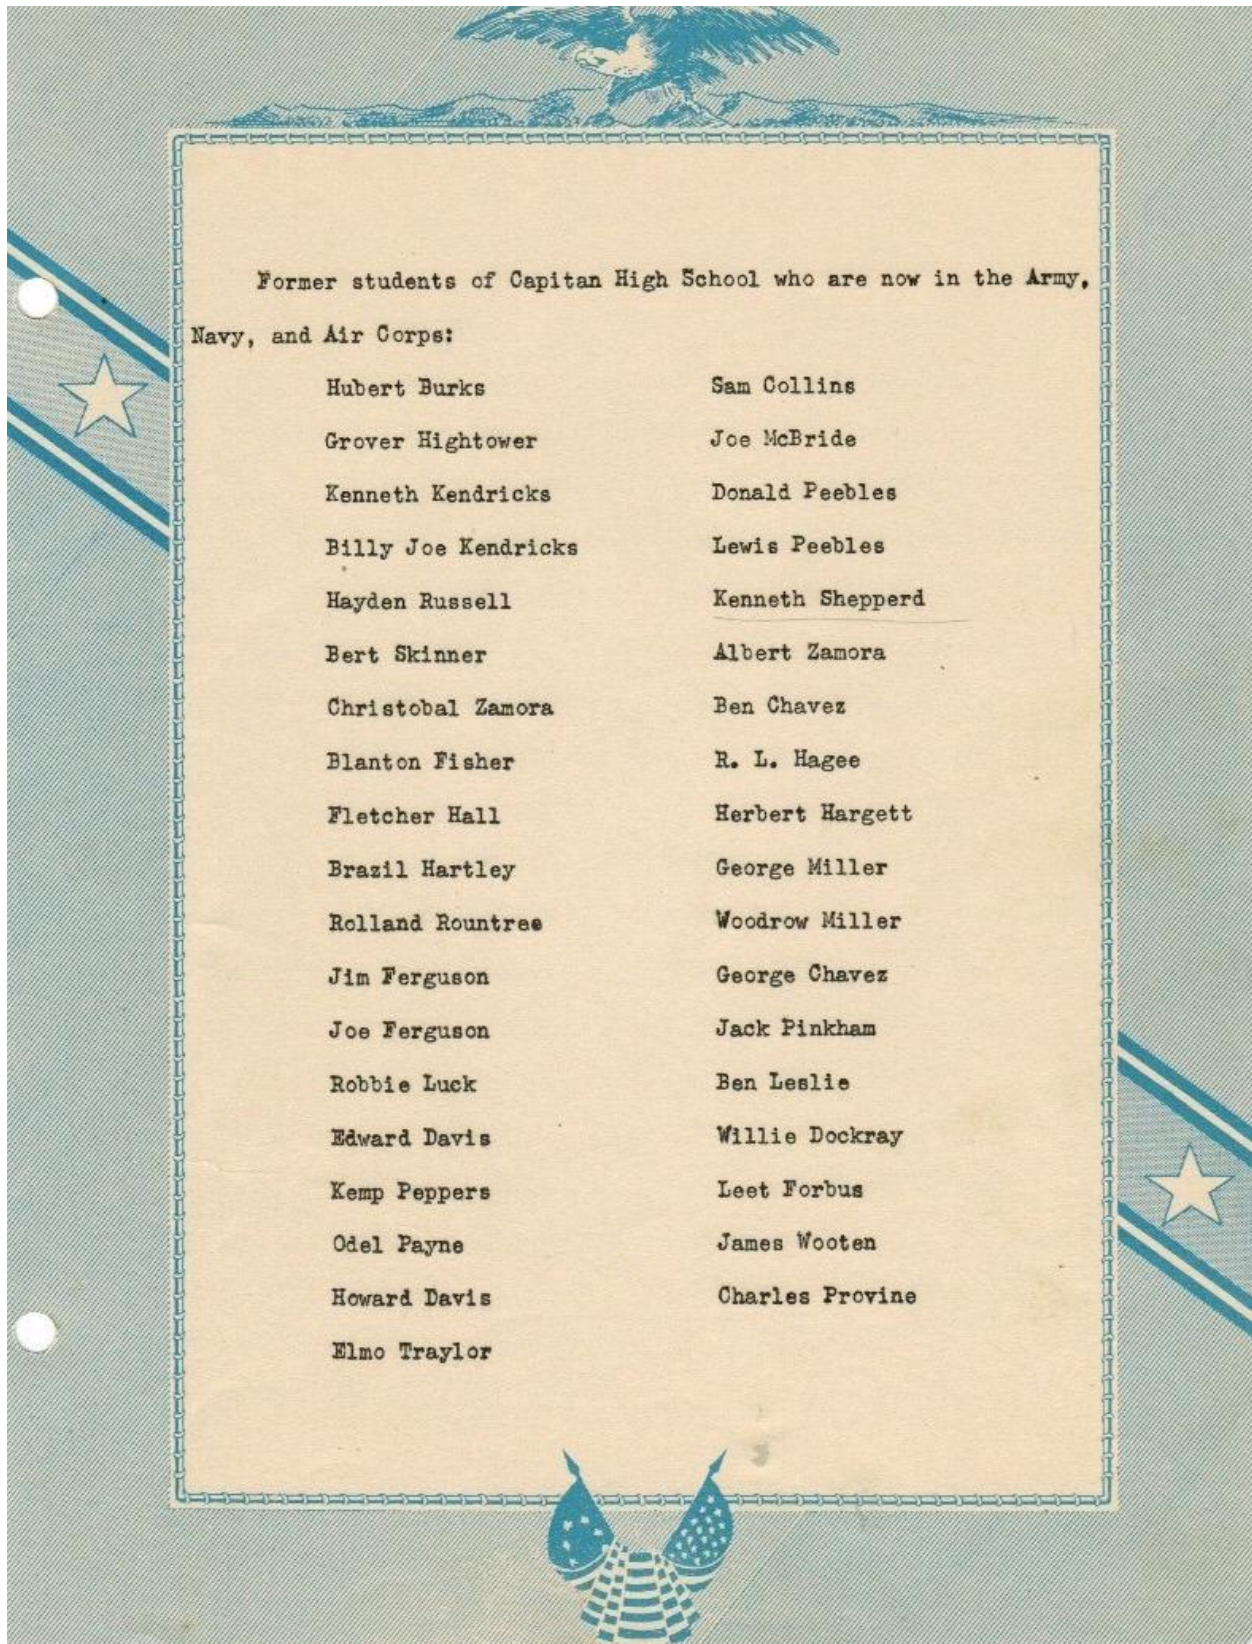 Former students of Capitan High School who are now in the Army,
Navy, and Air Corps:
Hubert Burks
Grover Hightower
Kenneth Kendricks
Billy Joe Kendricks
Hayden Russell
Bert Skinner
Christobal Zamora
Blanton Fisher
Fletcher Hall
Brazil Hartley
Rolland Rountree
Jim Ferguson
Joe Ferguson
Robbie Luck
Edward Davis
Kemp Peppers
Odel Payne
Howard Davis
Elmo Traylor
Sam Collins
Joe McBride
Donald Peebles
Lewis Peebles
Kenneth Shepperd
Albert Zamora
Ben Chavez
R. L. Hagee
Herbert Hargett
George Miller
Woodrow Miller
George Chavez
Jack Pinkham
Ben Leslie
Willie Dockray
Leet Forbus
James Wooten
Charles Provine